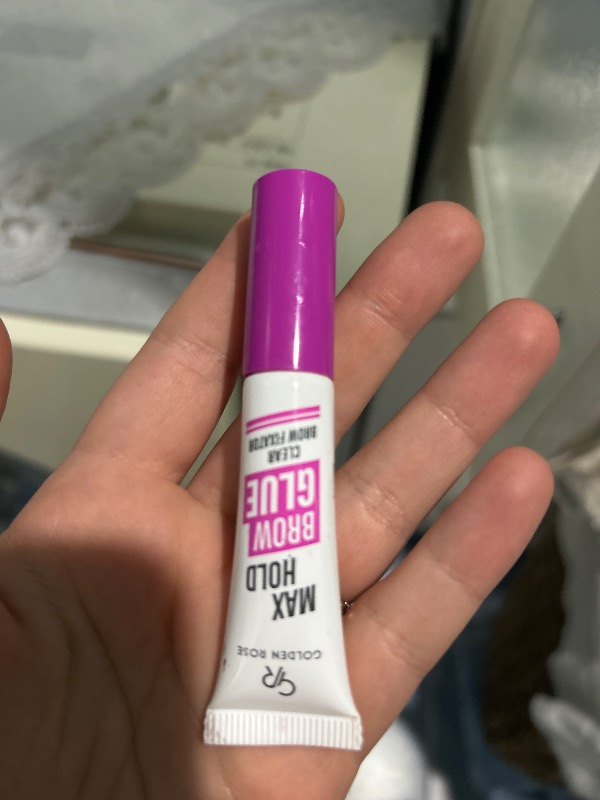 GR
GOLDEN ROSE
MAX
HOLD
BROW
GLUE
CLEAR
BROW FIXATOR